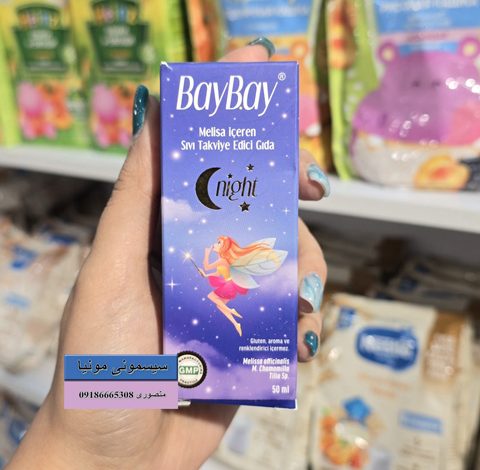 BayBay®
Melisa içeren
Sıvı Takviye Edici Gıda
night
* Gluten, aroma ve
renklendirici içermez.
Melissa officinalis
M. Chamomilla
Tilia Sp.
GMP
50 ml
سیسمونی مونیا
منصوری 09186665308